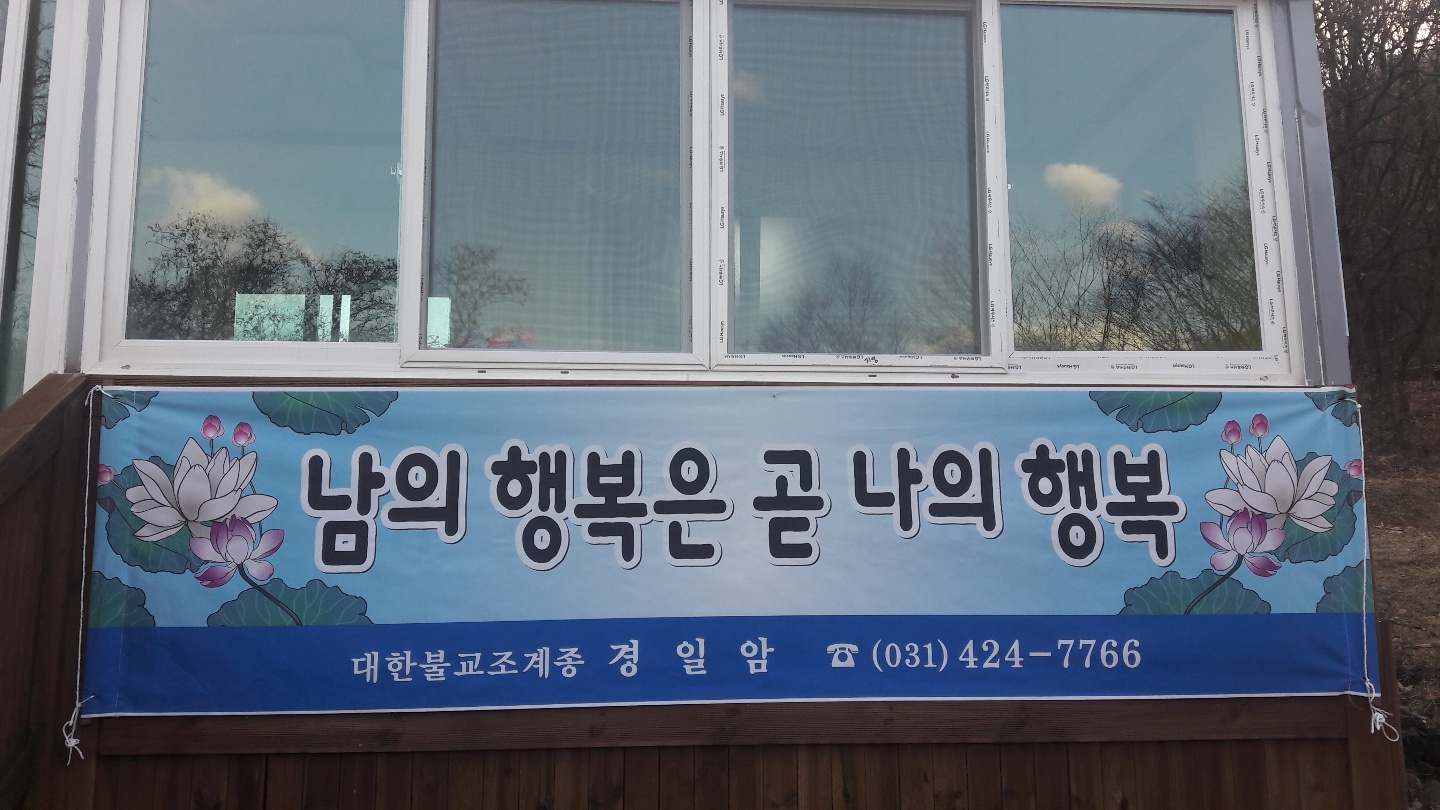 남의 행복은 곧 나의 행복
대한불교조계종 경 일 암 ☎ (031) 424-7766